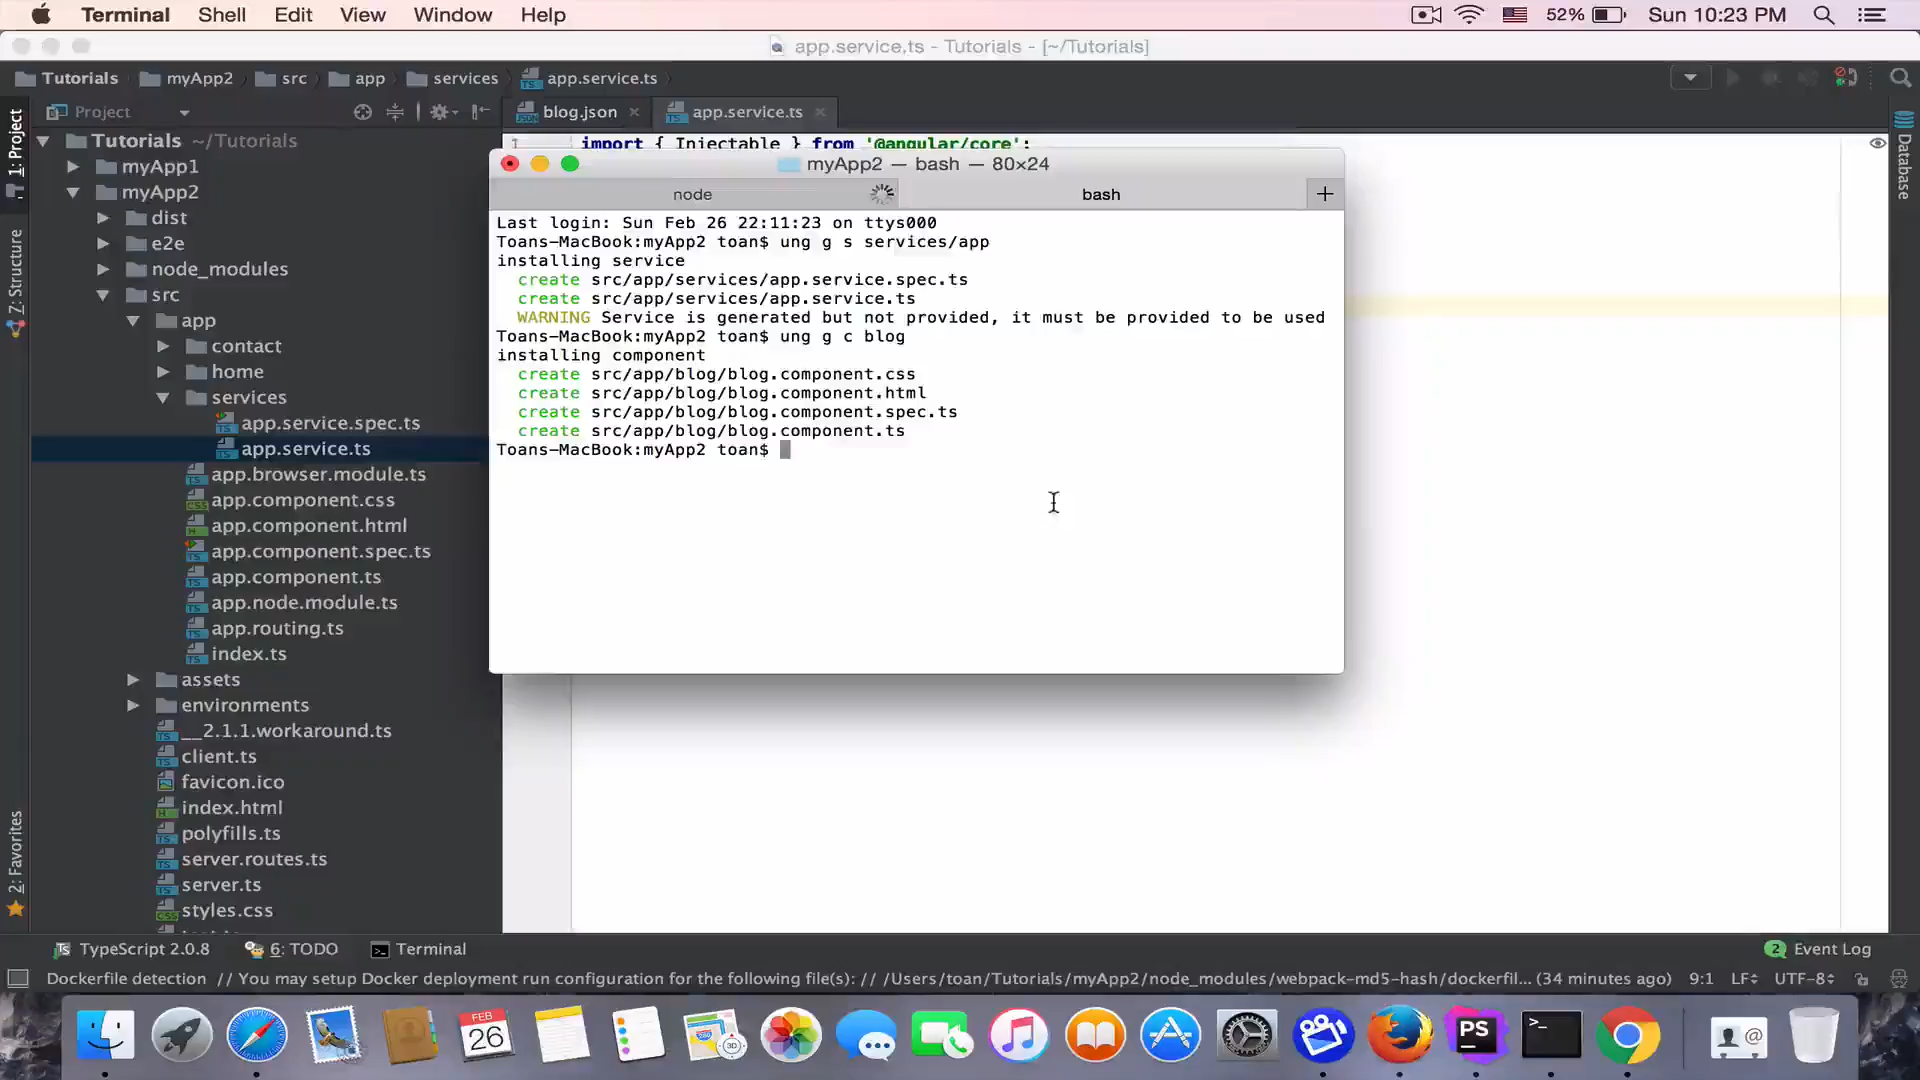 Terminal Shell Edit View Window Help 52% Sun 10:23 PM
app.service.ts - Tutorials - [~/Tutorials]
Tutorials myApp2 src app services app.service.ts
Project
blog.json
app.service.ts
1: Project
7: Structure
2: Favorites
Database
Tutorials ~/Tutorials
myApp1
myApp2
dist
e2e
node_modules
src
app
contact
home
services
app.service.spec.ts
app.service.ts
app.browser.module.ts
app.component.css
app.component.html
app.component.spec.ts
app.component.ts
app.node.module.ts
app.routing.ts
index.ts
assets
environments
__2.1.1.workaround.ts
client.ts
favicon.ico
index.html
polyfills.ts
server.routes.ts
server.ts
styles.css
1 import { Injectable } from '@angular/core';
myApp2 — bash — 80×24
node bash +
Last login: Sun Feb 26 22:11:23 on ttys000
Toans-MacBook:myApp2 toan$ ung g s services/app
installing service
create src/app/services/app.service.spec.ts
create src/app/services/app.service.ts
WARNING Service is generated but not provided, it must be provided to be used
Toans-MacBook:myApp2 toan$ ung g c blog
installing component
create src/app/blog/blog.component.css
create src/app/blog/blog.component.html
create src/app/blog/blog.component.spec.ts
create src/app/blog/blog.component.ts
Toans-MacBook:myApp2 toan$
TypeScript 2.0.8 6: TODO Terminal 2 Event Log
Dockerfile detection // You may setup Docker deployment run configuration for the following file(s): // /Users/toan/Tutorials/myApp2/node_modules/webpack-md5-hash/dockerfil... (34 minutes ago) 9:1 LF UTF-8
FEB
26
3D
PS
>_
@